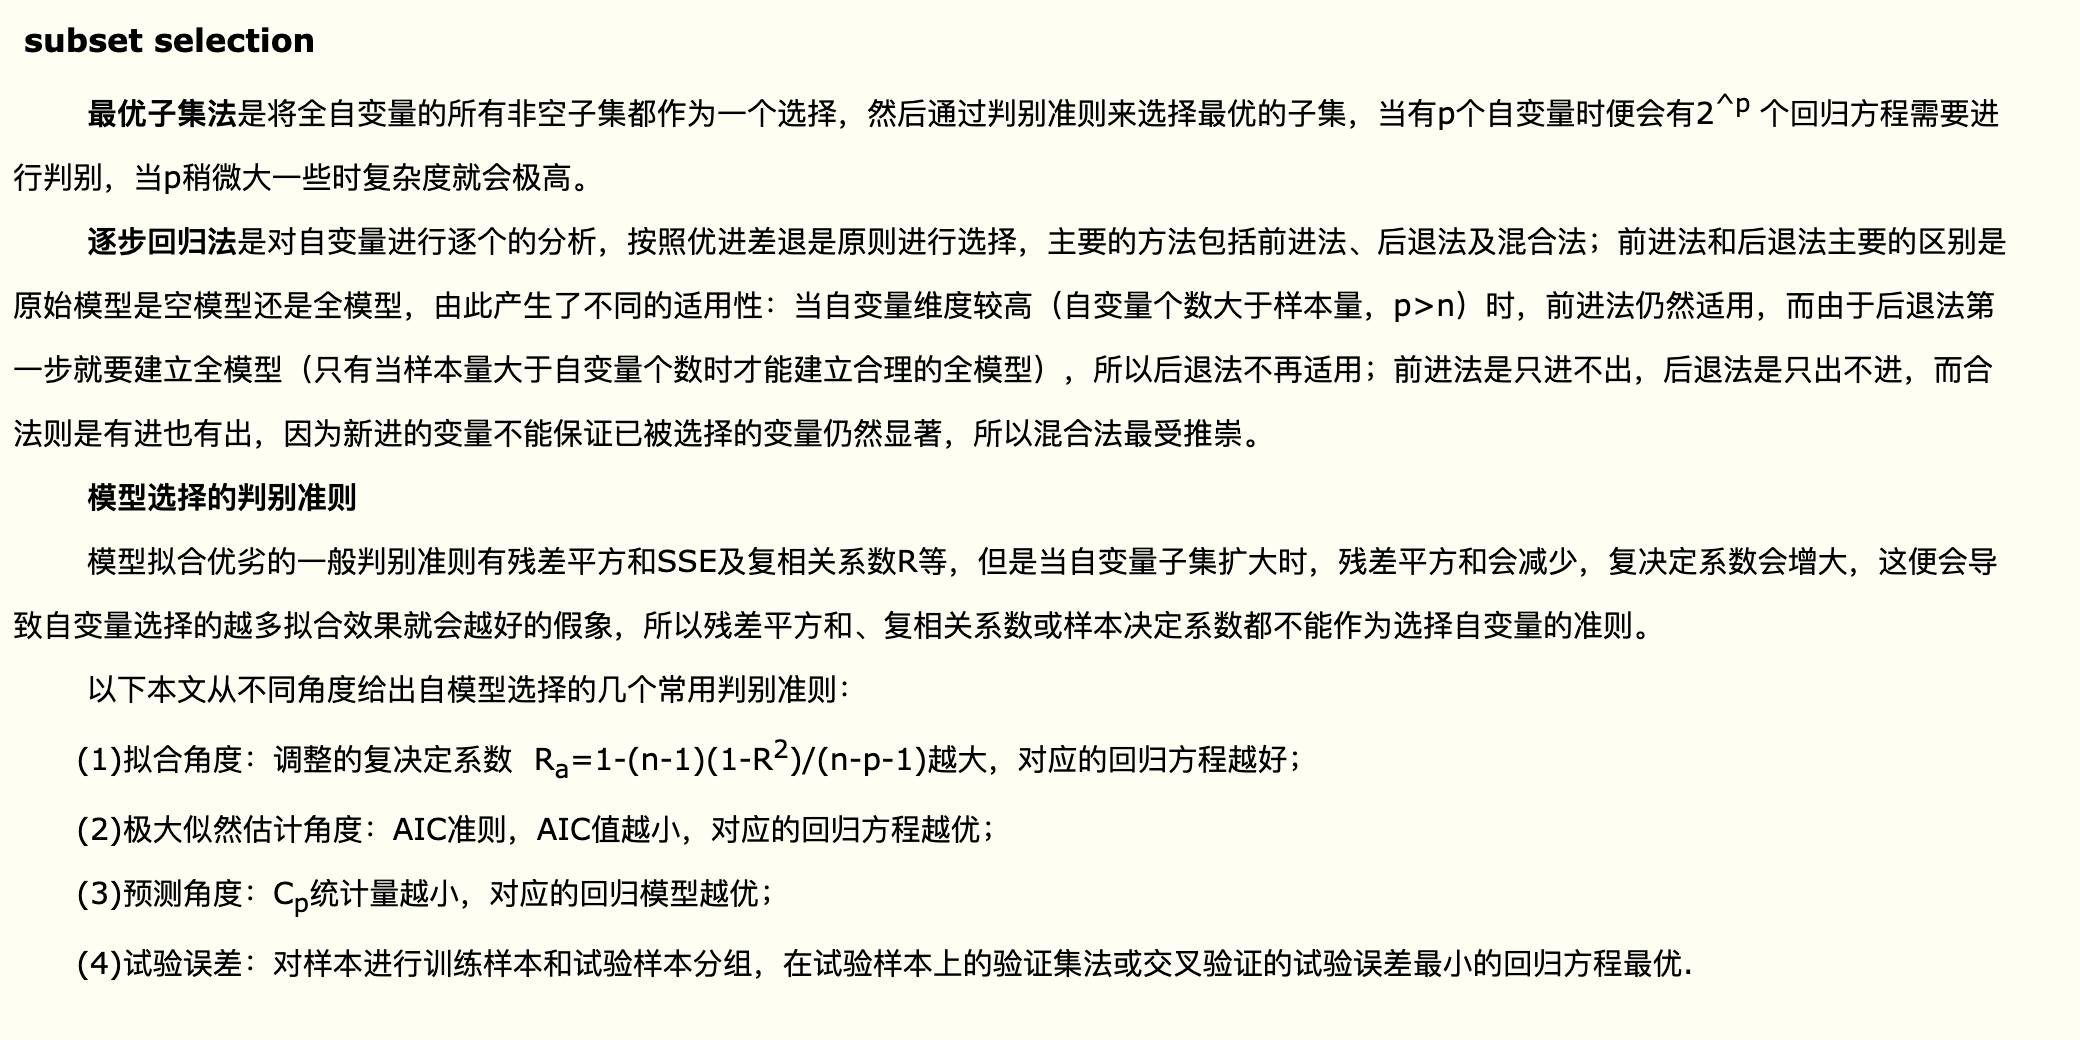 subset selection
最优子集法是将全自变量的所有非空子集都作为一个选择，然后通过判别准则来选择最优的子集，当有p个自变量时便会有2^p 个回归方程需要进
行判别，当p稍微大一些时复杂度就会极高。
逐步回归法是对自变量进行逐个的分析，按照优进差退是原则进行选择，主要的方法包括前进法、后退法及混合法；前进法和后退法主要的区别是
原始模型是空模型还是全模型，由此产生了不同的适用性：当自变量维度较高（自变量个数大于样本量，p>n）时，前进法仍然适用，而由于后退法第
一步就要建立全模型（只有当样本量大于自变量个数时才能建立合理的全模型），所以后退法不再适用；前进法是只进不出，后退法是只出不进，而合
法则是有进也有出，因为新进的变量不能保证已被选择的变量仍然显著，所以混合法最受推崇。
模型选择的判别准则
模型拟合优劣的一般判别准则有残差平方和SSE及复相关系数R等，但是当自变量子集扩大时，残差平方和会减少，复决定系数会增大，这便会导
致自变量选择的越多拟合效果就会越好的假象，所以残差平方和、复相关系数或样本决定系数都不能作为选择自变量的准则。
以下本文从不同角度给出自模型选择的几个常用判别准则：
(1)拟合角度：调整的复决定系数 Rₐ=1-(n-1)(1-R²)/(n-p-1)越大，对应的回归方程越好；
(2)极大似然估计角度：AIC准则，AIC值越小，对应的回归方程越优；
(3)预测角度：Cₚ统计量越小，对应的回归模型越优；
(4)试验误差：对样本进行训练样本和试验样本分组，在试验样本上的验证集法或交叉验证的试验误差最小的回归方程最优.